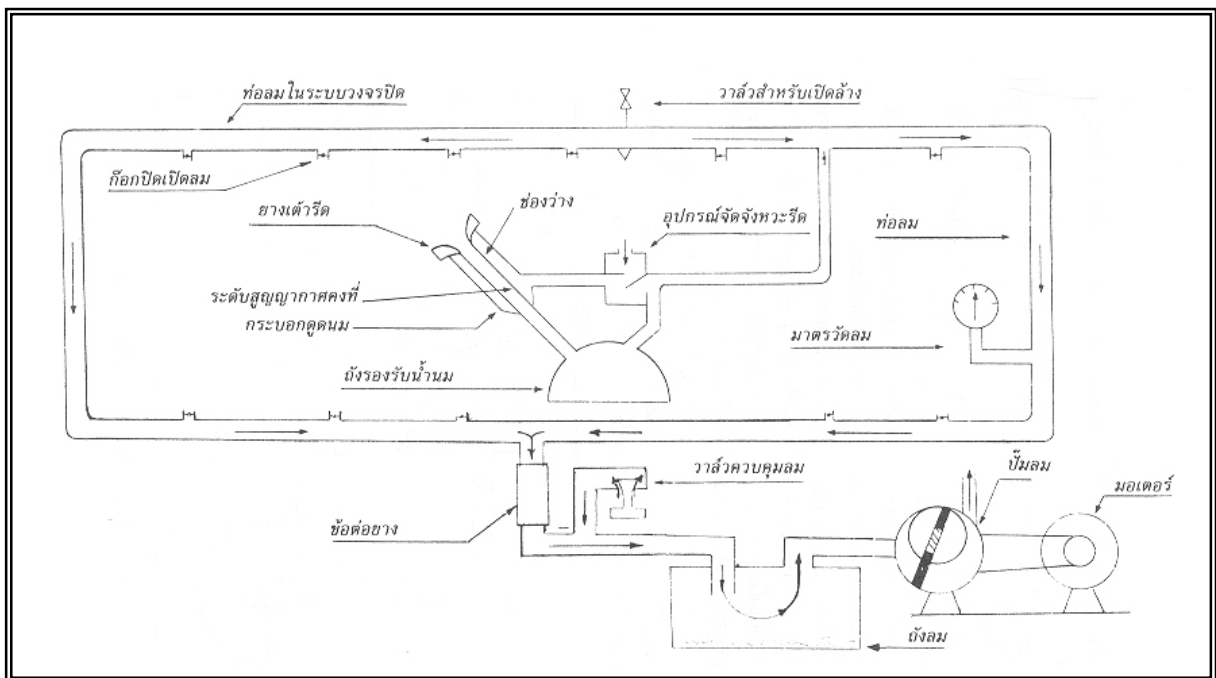 ท่อลมในระบบวงจรปิด
วาล์วสำหรับเปิดล้าง
ก๊อกปิดเปิดลม
ยางเต้ารีด
ช่องว่าง
อุปกรณ์จัดจังหวะรีด
ท่อลม
ระดับสูญญากาศคงที่
กระบอกดูดนม
มาตรวัดลม
ถังรองรับน้ำนม
วาล์วควบคุมลม
ปั๊มลม
มอเตอร์
ข้อต่อยาง
ถังลม